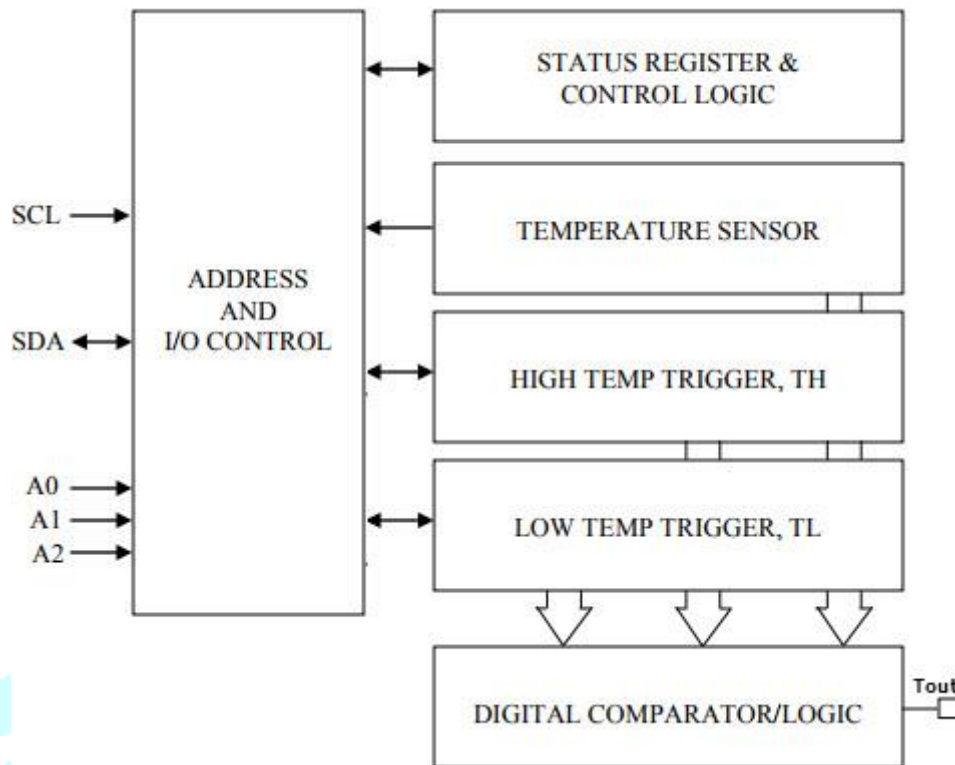 STATUS REGISTER &
CONTROL LOGIC
SCL
TEMPERATURE SENSOR
ADDRESS
AND
I/O CONTROL
SDA
HIGH TEMP TRIGGER, TH
A0
A1
A2
LOW TEMP TRIGGER, TL
DIGITAL COMPARATOR/LOGIC
Tout